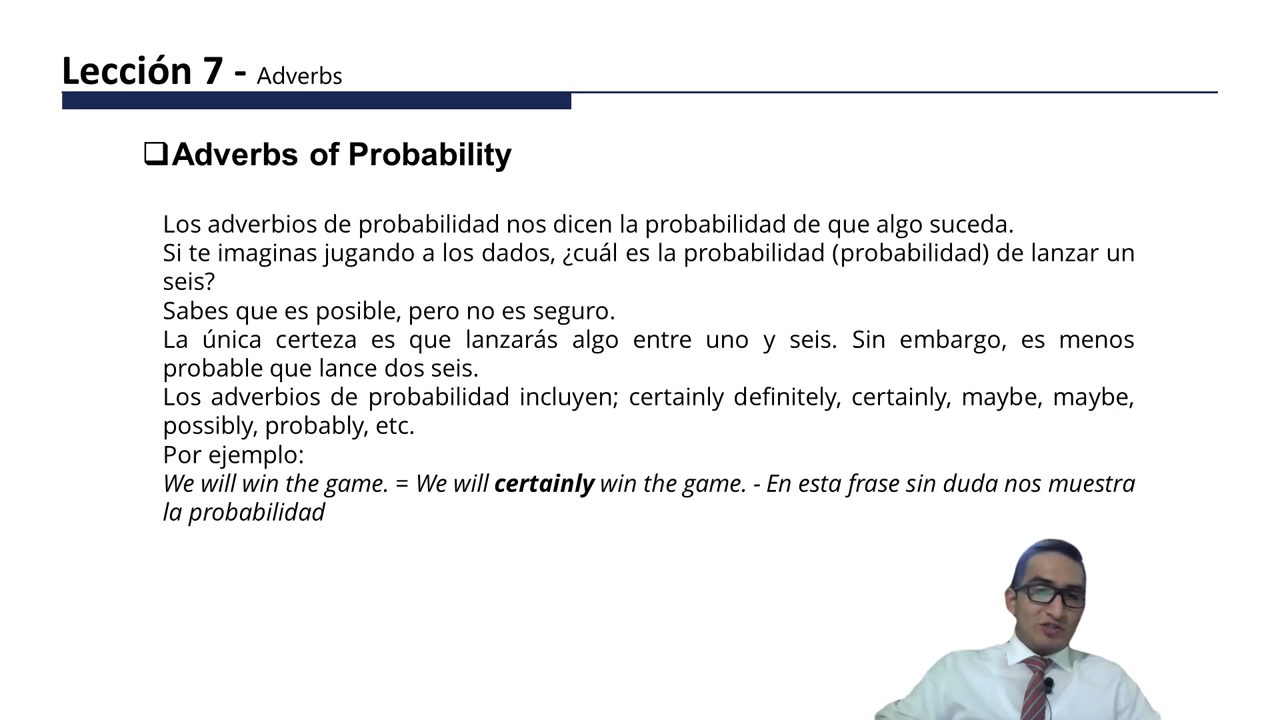 Lección 7 - Adverbs
Adverbs of Probability
Los adverbios de probabilidad nos dicen la probabilidad de que algo suceda.
Si te imaginas jugando a los dados, ¿cuál es la probabilidad (probabilidad) de lanzar un
seis?
Sabes que es posible, pero no es seguro.
La única certeza es que lanzarás algo entre uno y seis. Sin embargo, es menos
probable que lance dos seis.
Los adverbios de probabilidad incluyen; certainly definitely, certainly, maybe, maybe,
possibly, probably, etc.
Por ejemplo:
We will win the game. = We will certainly win the game. - En esta frase sin duda nos muestra
la probabilidad